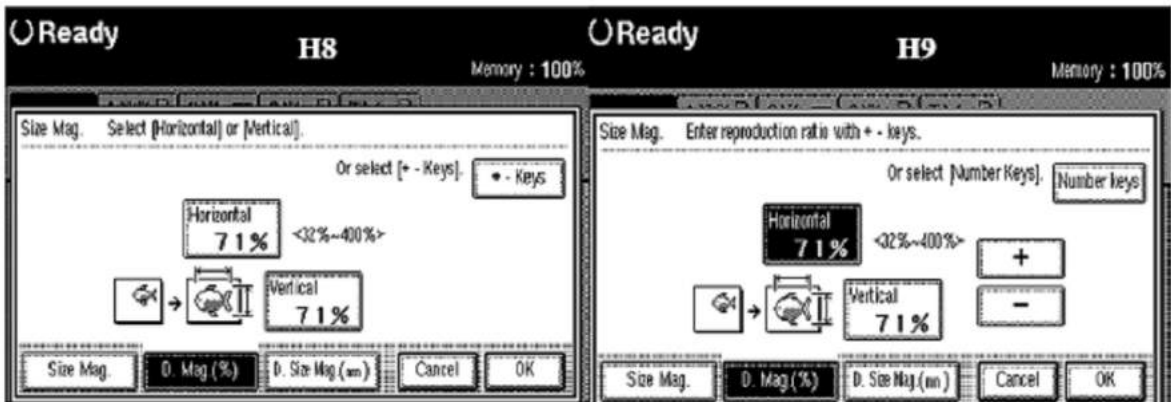 Ready
H8
Memory : 100%
Size Mag. Select [Horizontal] or [Vertical].
Or select [+ - Keys].
+ - Keys
Horizontal
71%
<32%~400%>
Vertical
71%
Size Mag.
D. Mag.(%)
D. Size Mag.(mm)
Cancel
OK
Ready
H9
Memory : 100%
Size Mag. Enter reproduction ratio with + - keys.
Or select [Number Keys].
Number keys
Horizontal
71%
<32%~400%>
+
Vertical
71%
-
Size Mag.
D. Mag.(%)
D. Size Mag.(mm)
Cancel
OK